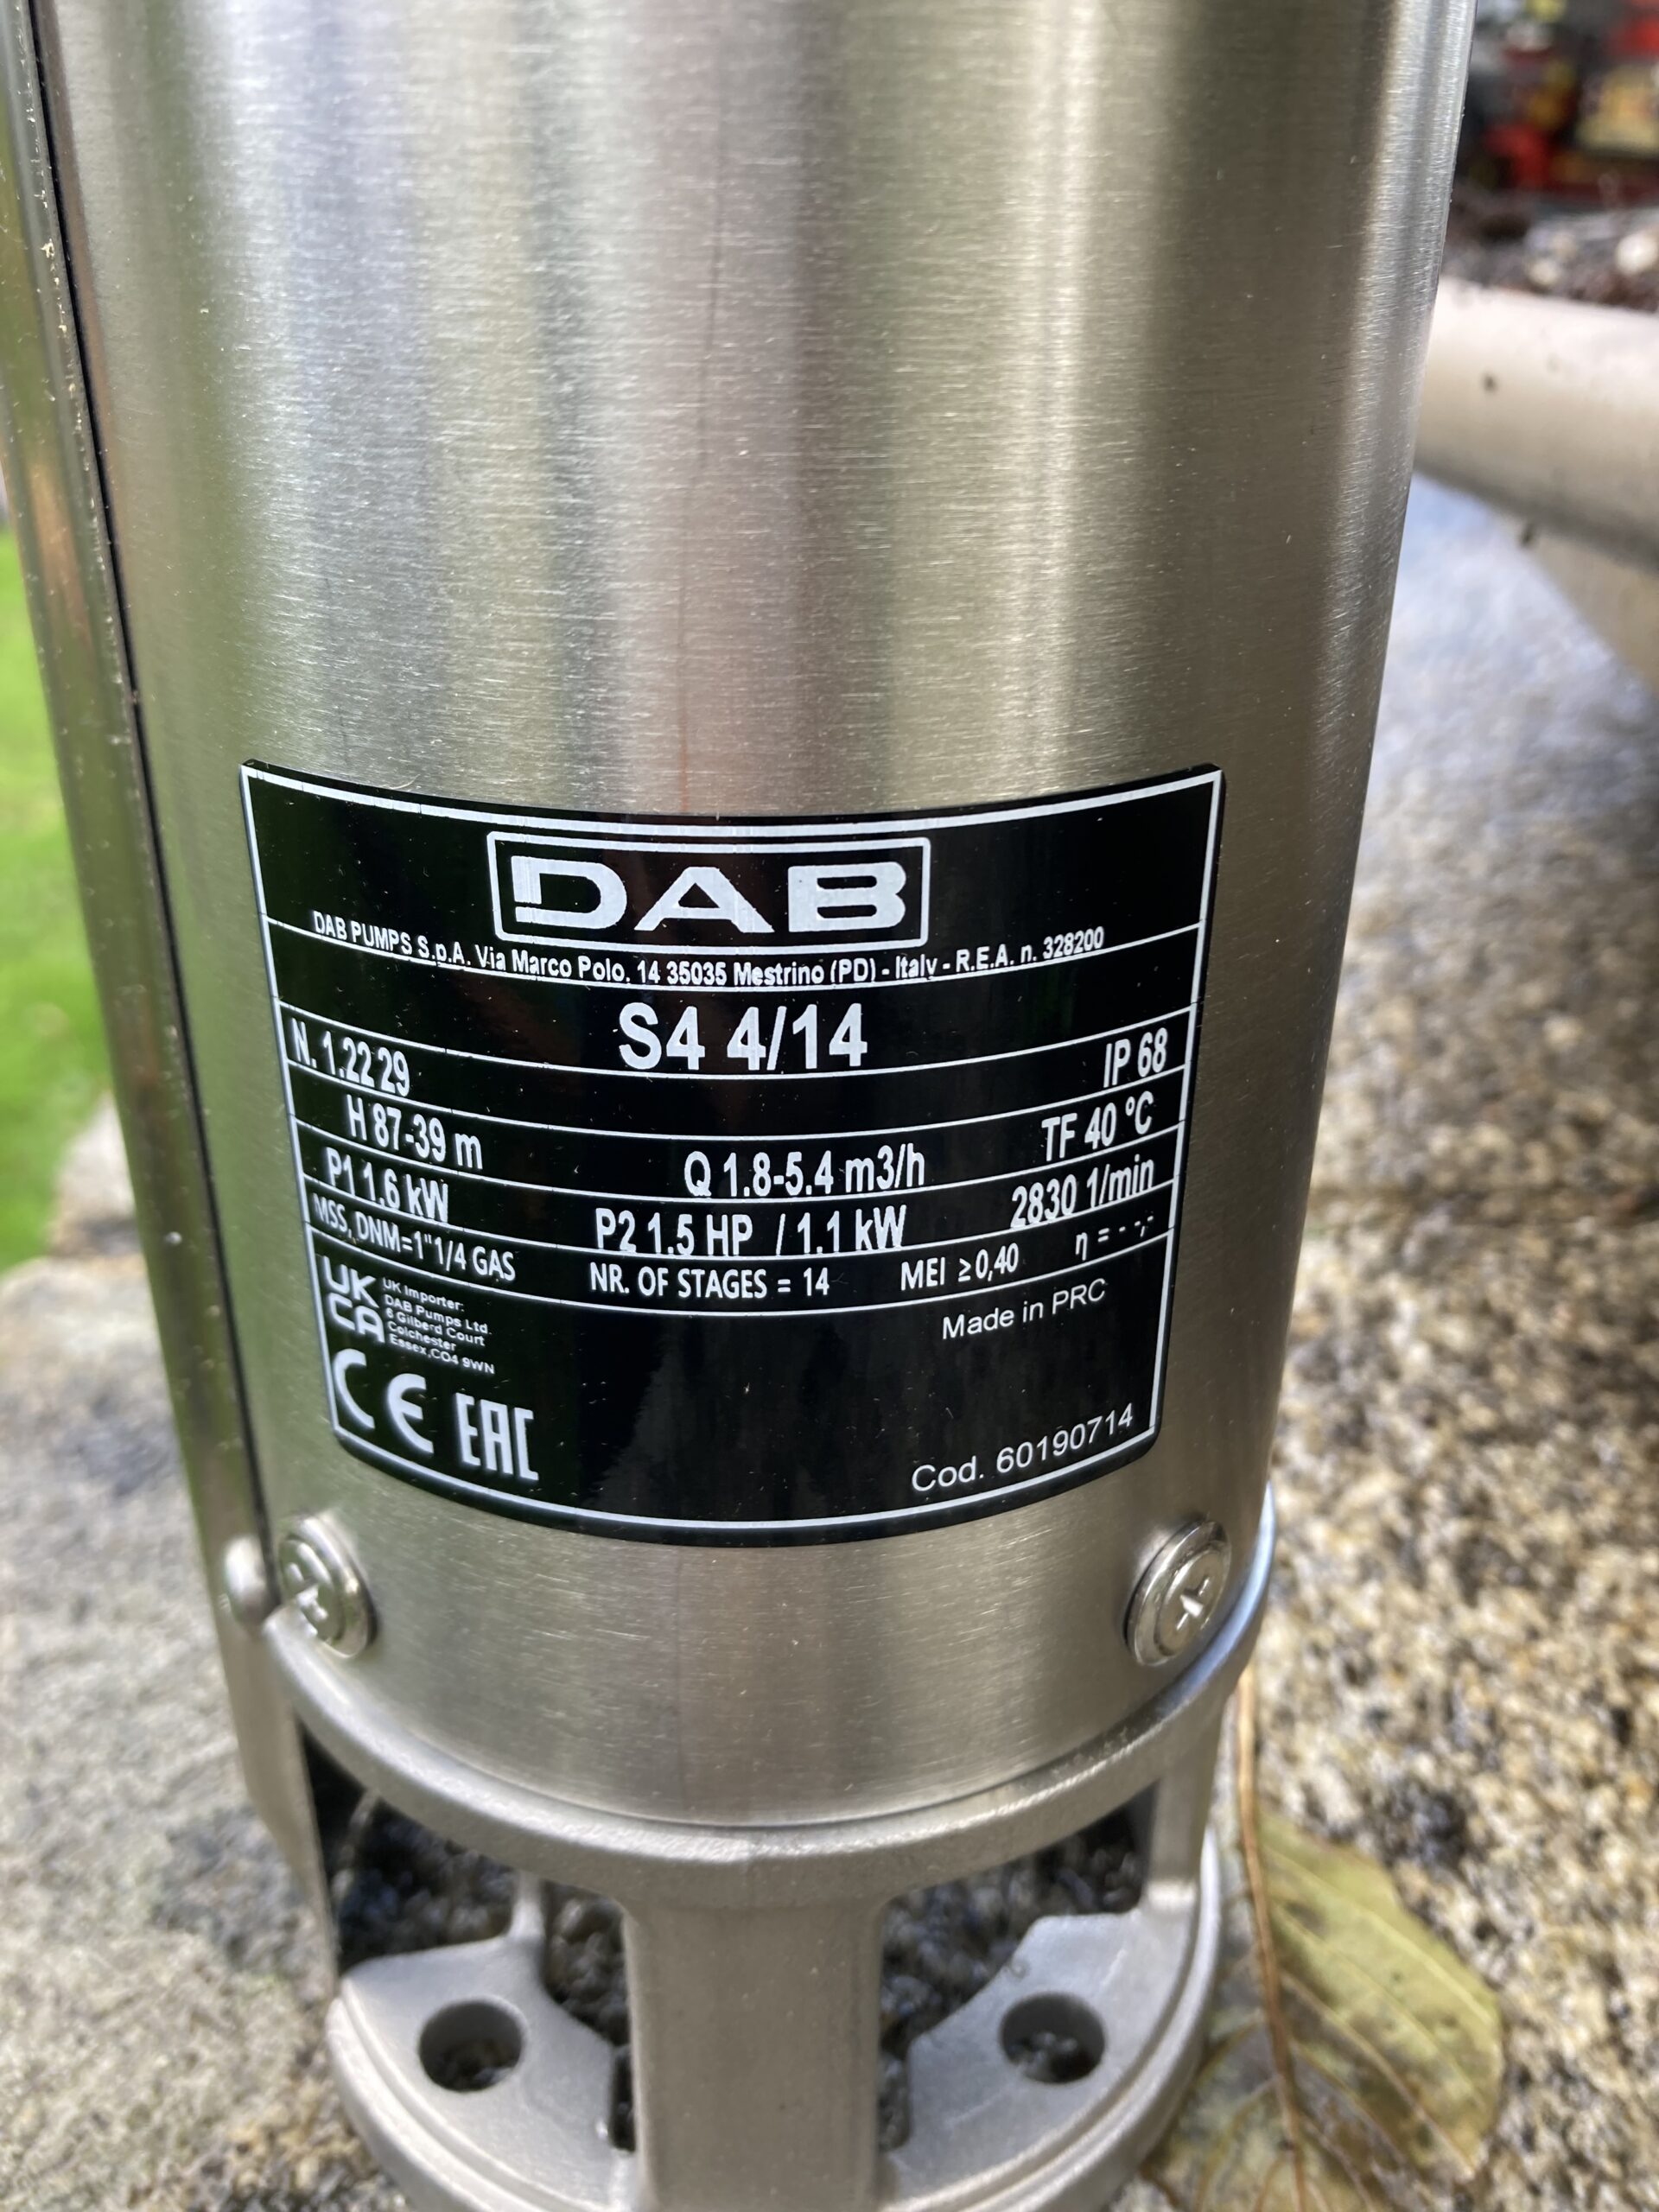 DAB
DAB PUMPS S.p.A. Via Marco Polo, 14 35035 Mestrino (PD) - Italy - R.E.A. n. 328200
S4 4/14
N. 1.22 29 IP 68
H 87-39 m Q 1.8-5.4 m3/h TF 40 ºC
P1 1.6 kW P2 1.5 HP / 1.1 kW 2830 1/min
MSS, DNM=1"1/4 GAS NR. OF STAGES = 14 MEI ≥0,40 η = - -,-
UK
CA
UK Importer:
DAB Pumps Ltd.
6 Gilberd Court
Colchester
Essex,CO4 9WN
Made in PRC
CE EAC
Cod. 60190714